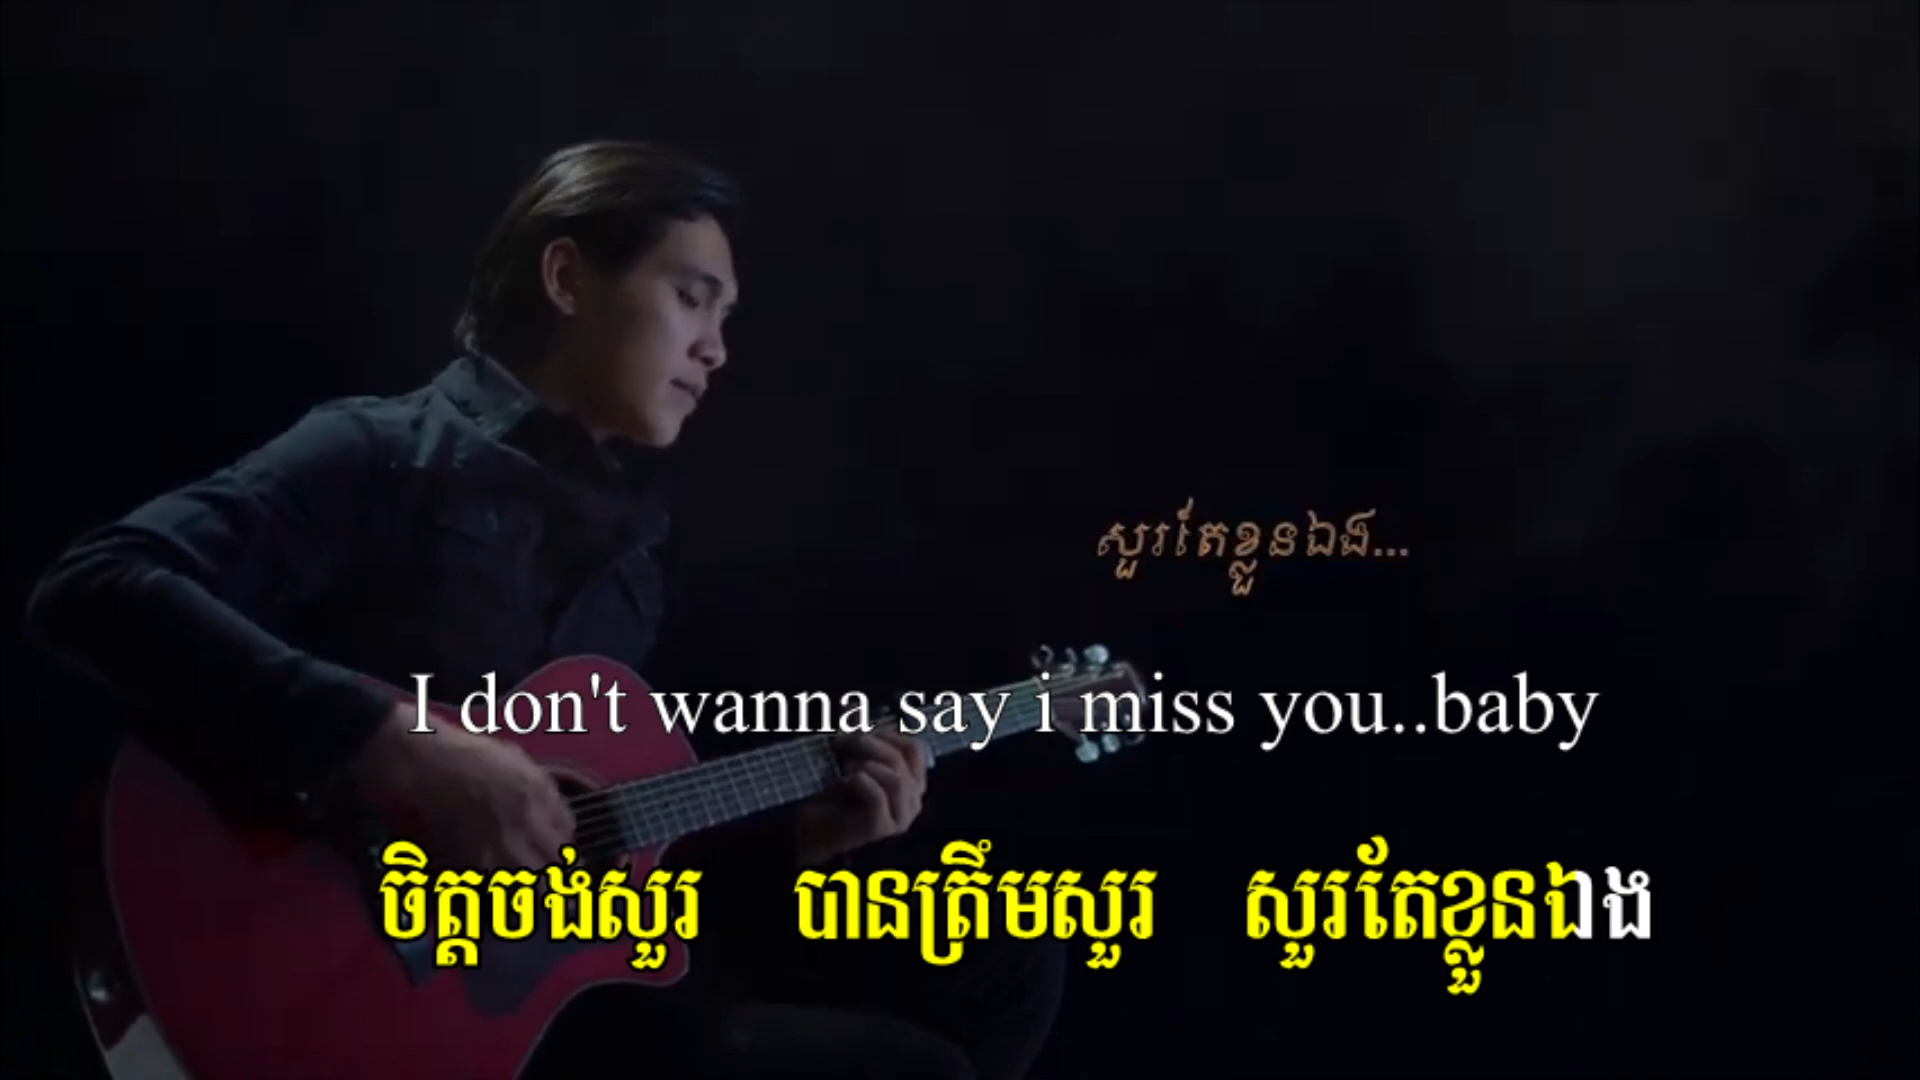 សួរតែខ្លួនឯង...
I don't wanna say i miss you..baby
ចិត្តចង់សួរ បានត្រឹមសួរ សួរតែខ្លួនឯង